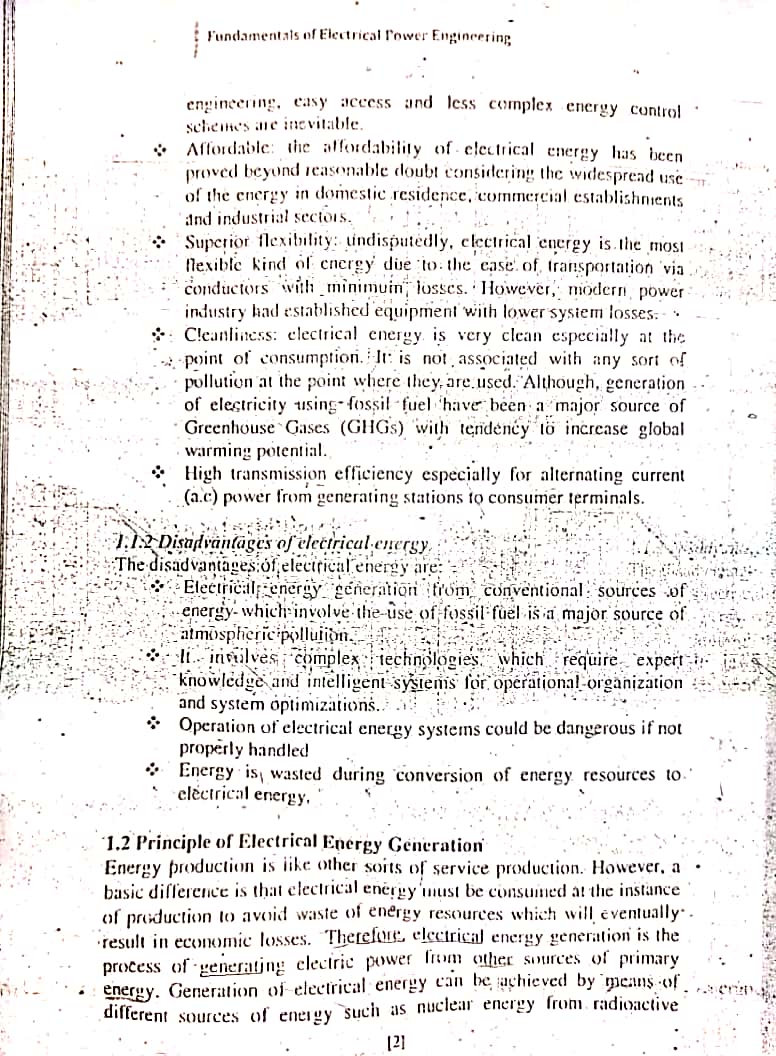 Fundamentals of Electrical Power Engineering
engineering, easy access and less complex energy control
schemes are inevitable.
❖ Affordable: the affordability of electrical energy has been
proved beyond reasonable doubt considering the widespread use
of the energy in domestic residence, commercial establishments
and industrial sectors.
❖ Superior flexibility: undisputedly, electrical energy is the most
flexible kind of energy due to the ease of transportation via
conductors with minimum losses. However, modern power
industry had established equipment with lower system losses.
❖ Cleanliness: electrical energy is very clean especially at the
point of consumption. It is not associated with any sort of
pollution at the point where they are used. Although, generation
of electricity using fossil fuel have been a major source of
Greenhouse Gases (GHGs) with tendency to increase global
warming potential.
❖ High transmission efficiency especially for alternating current
(a.c) power from generating stations to consumer terminals.
1.1.2 Disadvantages of electrical energy
The disadvantages of electrical energy are:
❖ Electrical energy generation from conventional sources of
energy which involve the use of fossil fuel is a major source of
atmospheric pollution.
❖ It involves complex technologies which require expert
knowledge and intelligent systems for operational organization
and system optimizations.
❖ Operation of electrical energy systems could be dangerous if not
properly handled
❖ Energy is wasted during conversion of energy resources to
electrical energy.
1.2 Principle of Electrical Energy Generation
Energy production is like other sorts of service production. However, a
basic difference is that electrical energy must be consumed at the instance
of production to avoid waste of energy resources which will eventually
result in economic losses. Therefore, electrical energy generation is the
process of generating electric power from other sources of primary
energy. Generation of electrical energy can be achieved by means of
different sources of energy such as nuclear energy from radioactive
[2]